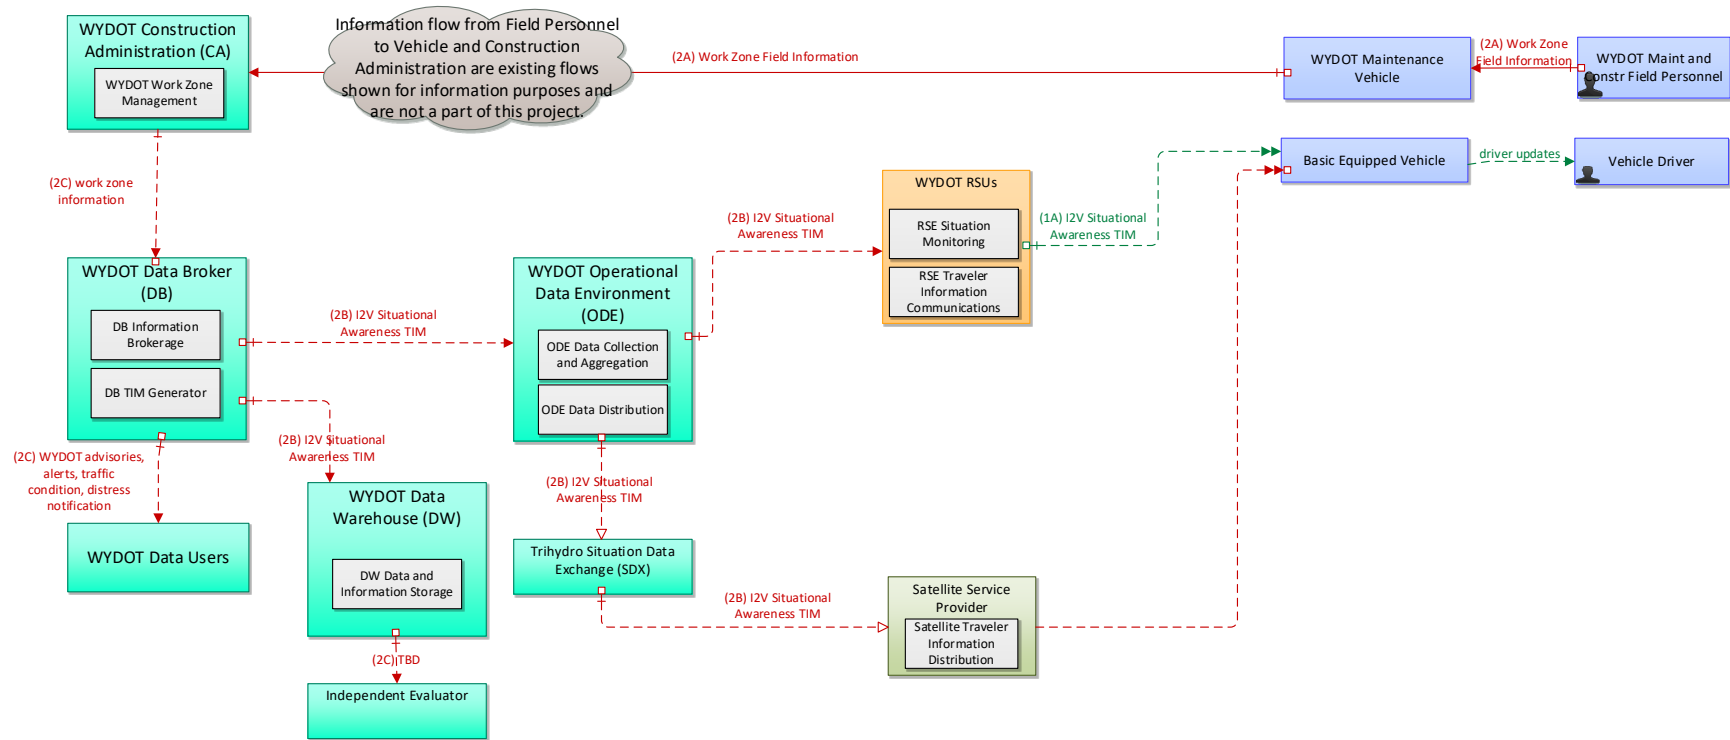 WYDOT Construction
Administration (CA)
WYDOT Work Zone
Management
Information flow from Field Personnel
to Vehicle and Construction
Administration are existing flows
shown for information purposes and
are not a part of this project.
(2A) Work Zone Field Information
WYDOT Maintenance
Vehicle
(2A) Work Zone
Field Information
WYDOT Maint and
Constr Field Personnel
(2C) work zone
information
Basic Equipped Vehicle
driver updates
Vehicle Driver
WYDOT RSUs
RSE Situation
Monitoring
RSE Traveler
Information
Communications
(2B) I2V Situational
Awareness TIM
(1A) I2V Situational
Awareness TIM
WYDOT Data Broker
(DB)
DB Information
Brokerage
DB TIM Generator
(2B) I2V Situational
Awareness TIM
WYDOT Operational
Data Environment
(ODE)
ODE Data Collection
and Aggregation
ODE Data Distribution
(2C) WYDOT advisories,
alerts, traffic
condition, distress
notification
(2B) I2V Situational
Awareness TIM
(2B) I2V Situational
Awareness TIM
WYDOT Data Users
WYDOT Data
Warehouse (DW)
DW Data and
Information Storage
Trihydro Situation Data
Exchange (SDX)
(2B) I2V Situational
Awareness TIM
Satellite Service
Provider
Satellite Traveler
Information
Distribution
(2C) TBD
Independent Evaluator